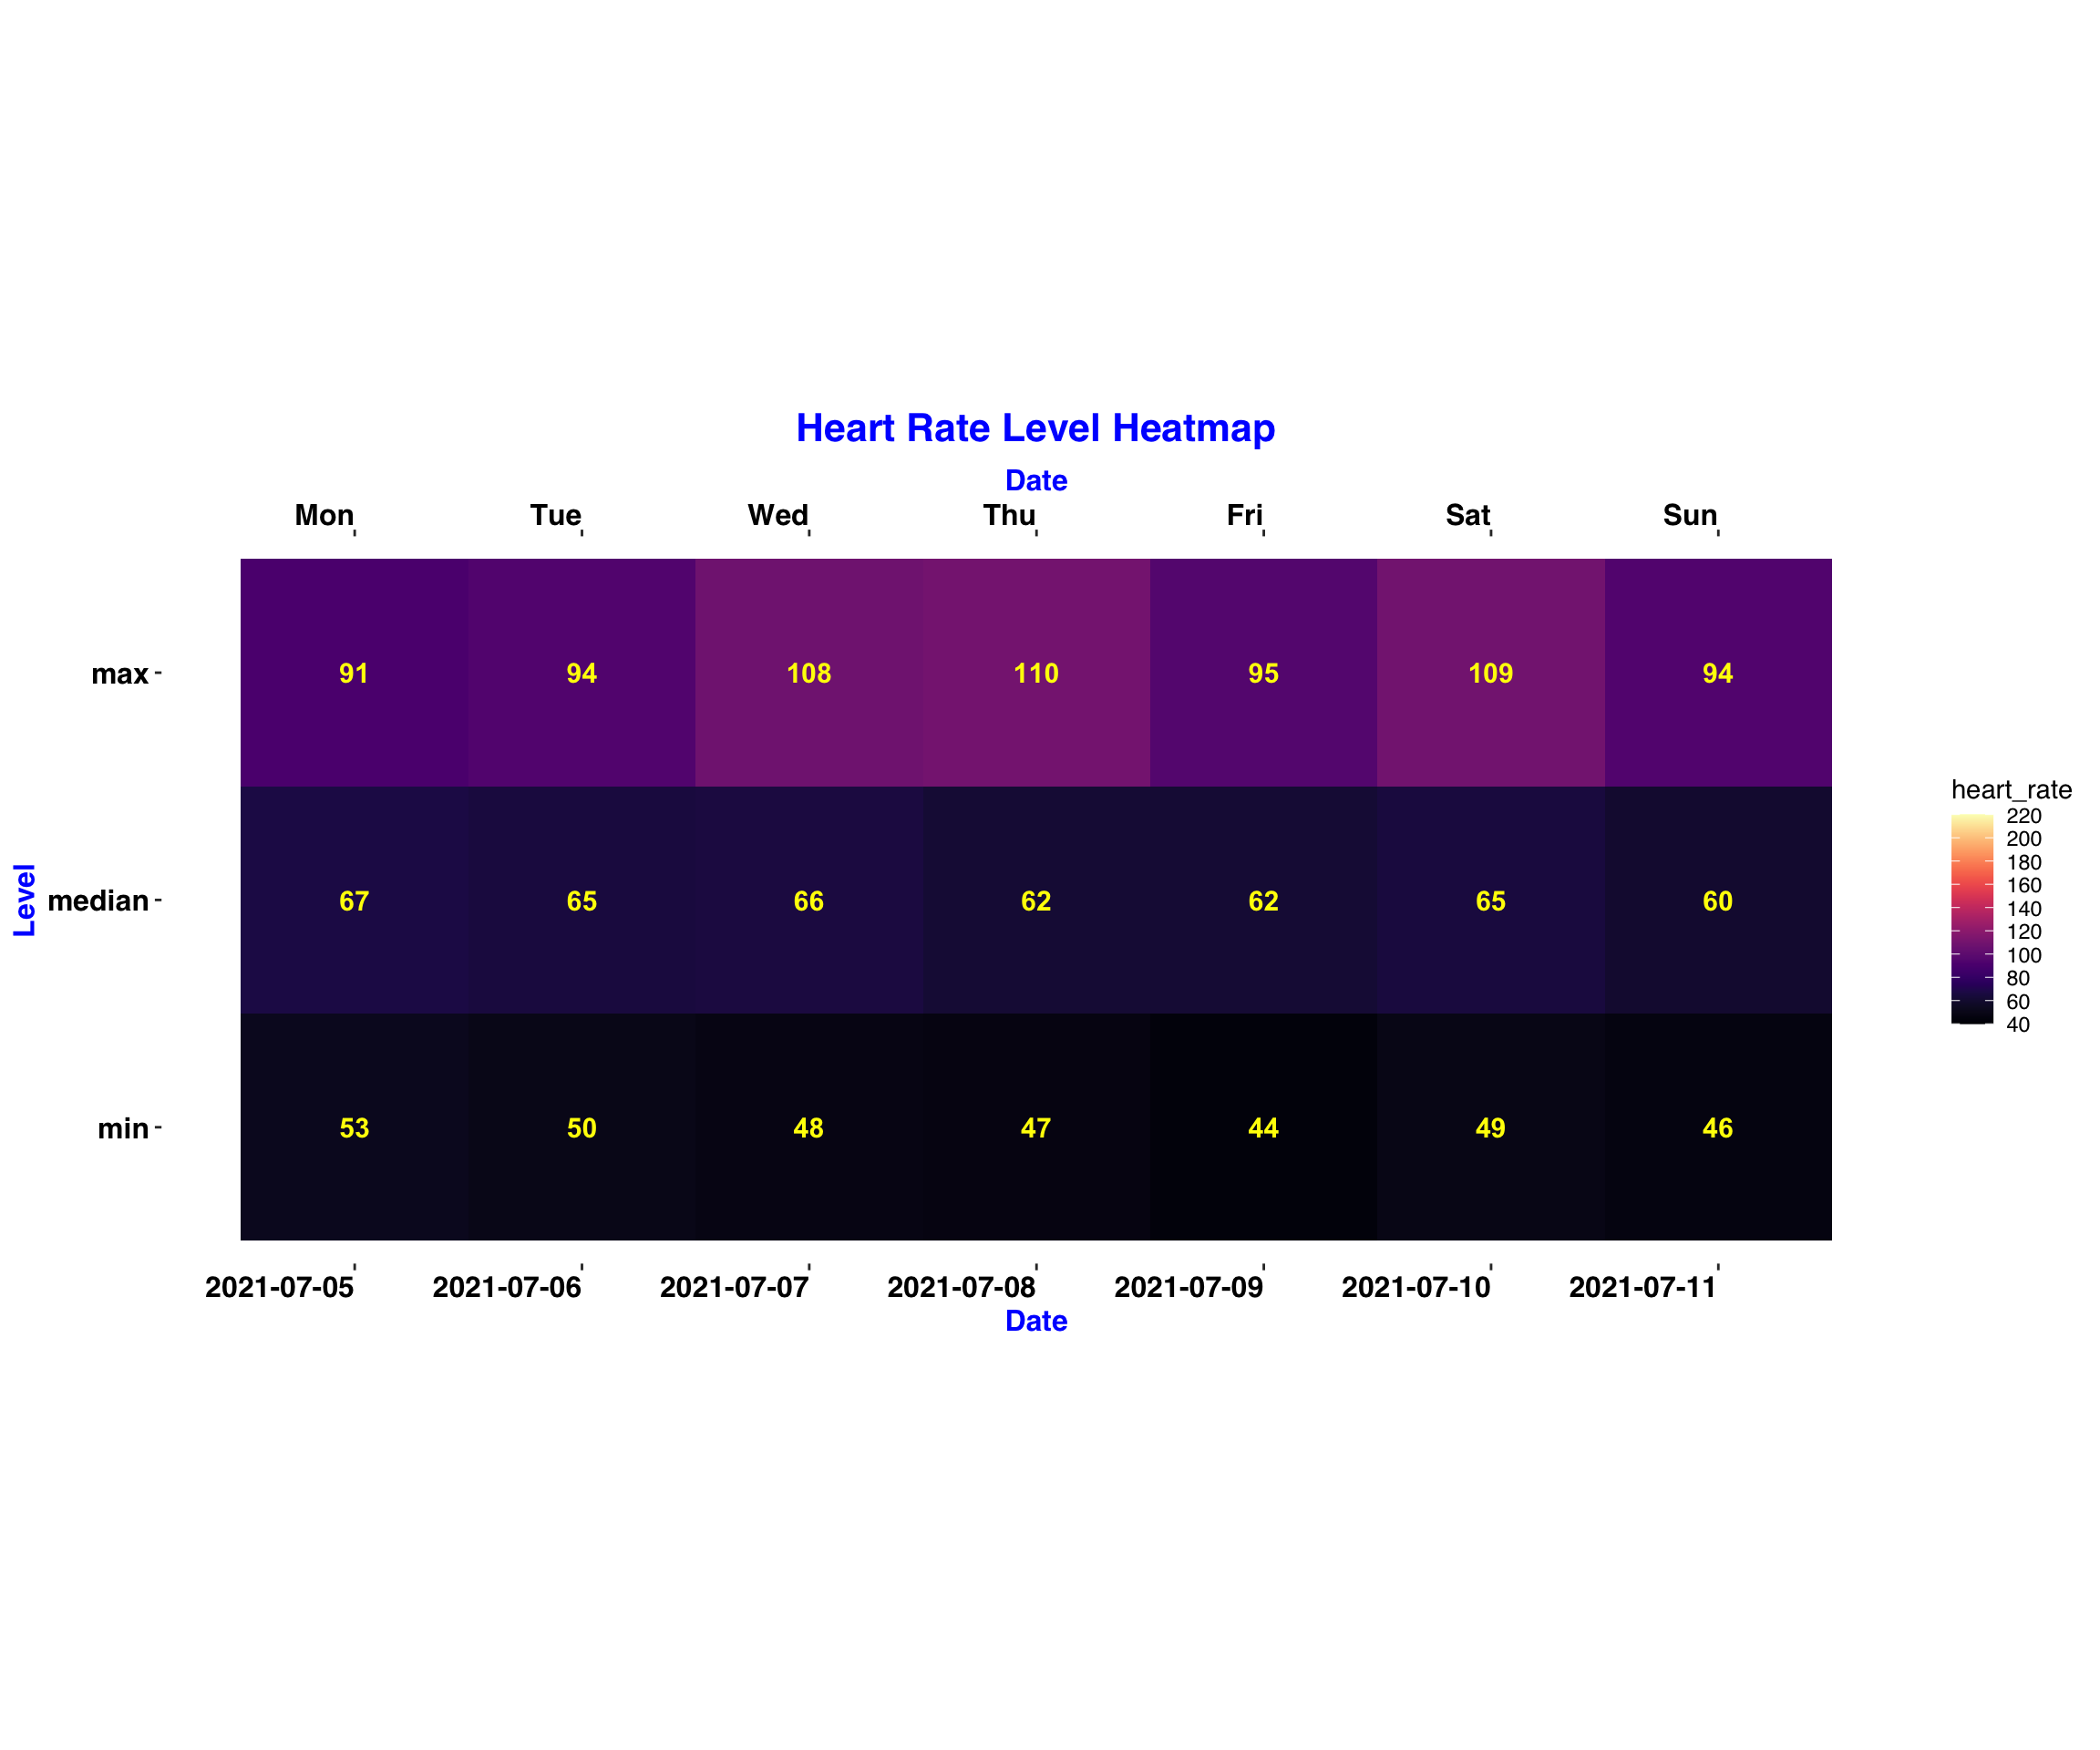 Heart Rate Level Heatmap
Date
Mon Tue Wed Thu Fri Sat Sun
max 91 94 108 110 95 109 94
Level
median 67 65 66 62 62 65 60
min 53 50 48 47 44 49 46
2021-07-05 2021-07-06 2021-07-07 2021-07-08 2021-07-09 2021-07-10 2021-07-11
Date
heart_rate
220
200
180
160
140
120
100
80
60
40